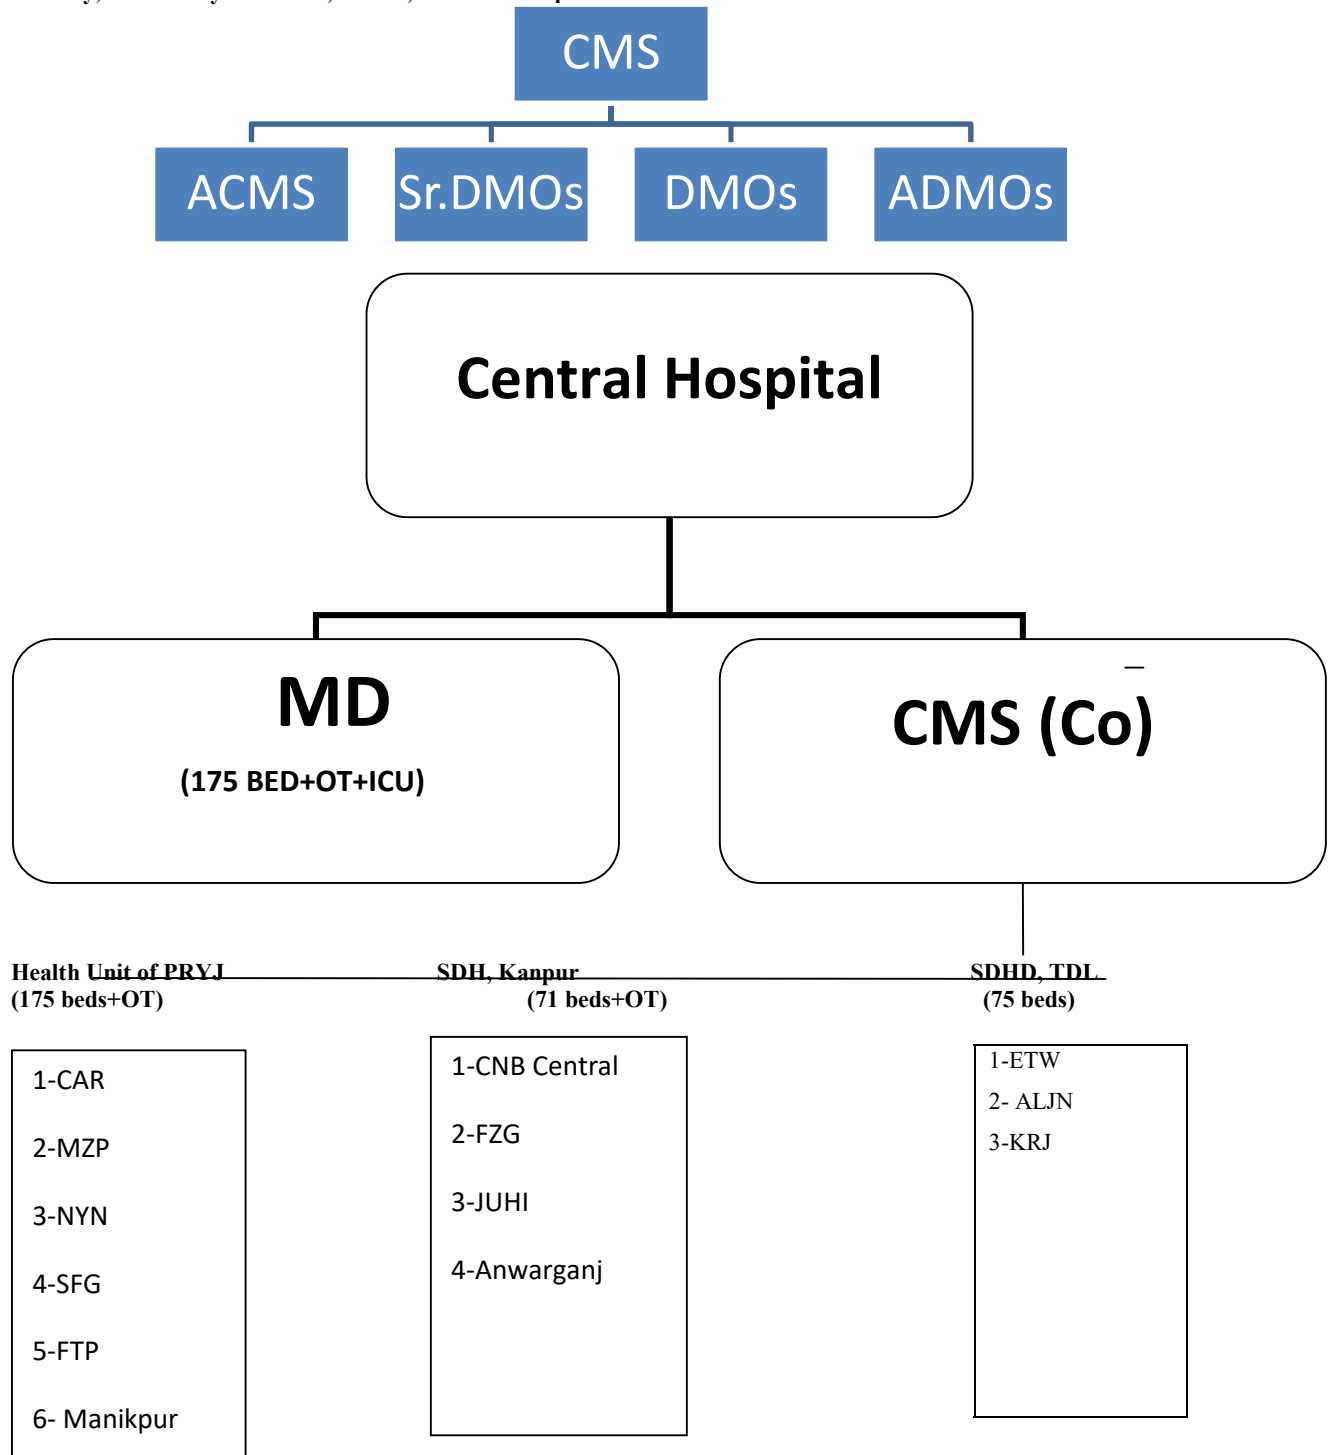 CMS
ACMS Sr.DMOs DMOs ADMOs
Central Hospital
MD
(175 BED+OT+ICU)
CMS (Co)
Health Unit of PRYJ SDH, Kanpur SDHD, TDL
(175 beds+OT) (71 beds+OT) (75 beds)
1-CAR
2-MZP
3-NYN
4-SFG
5-FTP
6- Manikpur
1-CNB Central
2-FZG
3-JUHI
4-Anwarganj
1-ETW
2- ALJN
3-KRJ